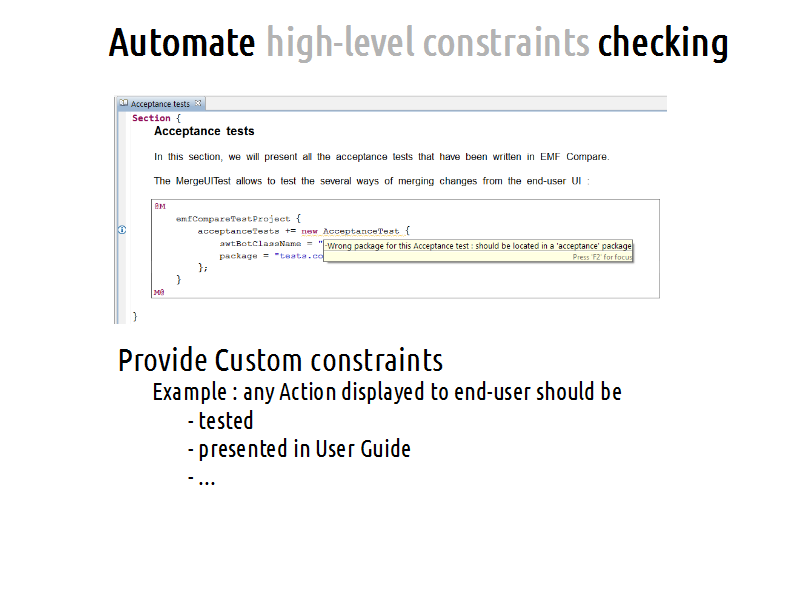 Automate high-level constraints checking
Acceptance tests
Section {
Acceptance tests
In this section, we will present all the acceptance tests that have been written in EMF Compare.
The MergeUITest allows to test the several ways of merging changes from the end-user UI :
@M
emfCompareTestProject {
acceptanceTests += new AcceptanceTest {
swtBotClassName = "
-Wrong package for this Acceptance test : should be located in a 'acceptance' package
package = "tests.co
Press 'F2' for focus
};
}
M@
}
Provide Custom constraints
Example : any Action displayed to end-user should be
- tested
- presented in User Guide
- ...